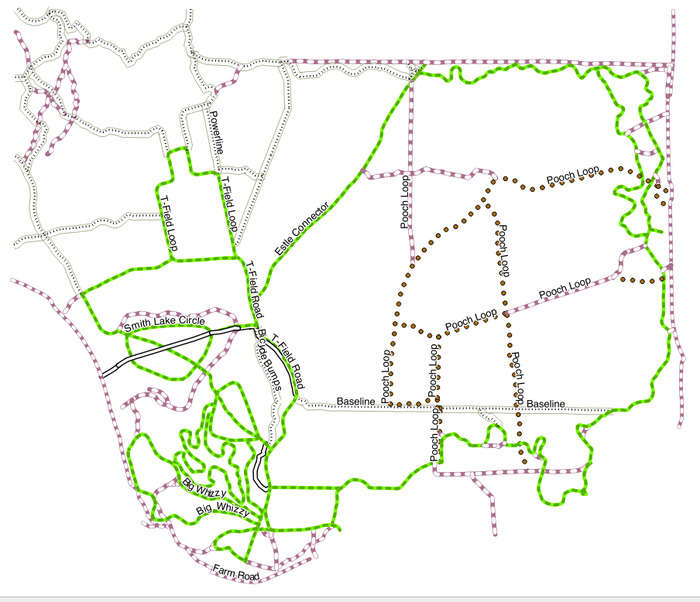 Powerline
Pooch Loop
T-Field Loop
T-Field Loop
Pooch Loop
Estle Connector
Pooch Loop
T-Field Road
Pooch Loop
Smith Lake Circle
Pooch Loop
T-Field Road
Bicycle Bumps
Pooch Loop
Pooch Loop
Pooch Loop
Baseline
Baseline
Pooch Loop
Big Whizzy
Big Whizzy
Farm Road